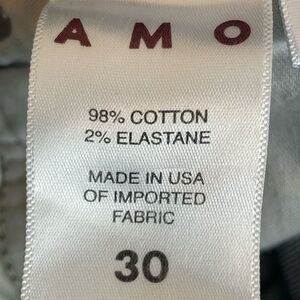 AMO
98% COTTON
2% ELASTANE
MADE IN USA
OF IMPORTED
FABRIC
30